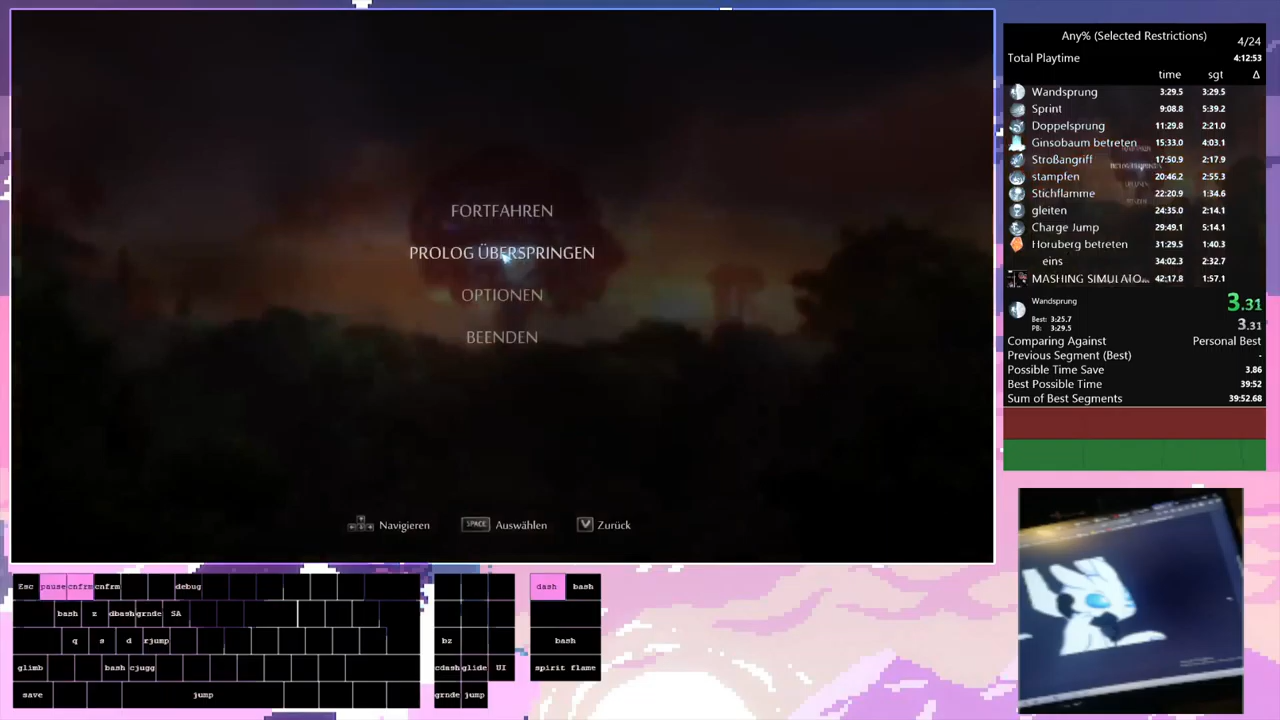 FORTFAHREN
PROLOG ÜBERSPRINGEN
OPTIONEN
BEENDEN
Navigieren SPACE Auswählen V Zurück
Any% (Selected Restrictions)
4/24
Total Playtime 4:12:53
time sgt Δ
Wandsprung 3:29.5 3:29.5
Sprint 9:08.8 5:39.2
Doppelsprung 11:29.8 2:21.0
Ginsobaum betreten 15:33.0 4:03.1
Stroßangriff 17:50.9 2:17.9
stampfen 20:46.2 2:55.3
Stichflamme 22:20.9 1:34.6
gleiten 24:35.0 2:14.1
Charge Jump 29:49.1 5:14.1
Horuberg betreten 31:29.5 1:40.3
eins 34:02.3 2:32.7
MASHING SIMULATO... 42:17.8 1:57.1
Wandsprung 3.31
Best: 3:25.7
PB: 3:29.5 3.31
Comparing Against Personal Best
Previous Segment (Best) -
Possible Time Save 3.86
Best Possible Time 39:52
Sum of Best Segments 39:52.68
Esc pause cnfrm cnfrm debug dash bash
bash z dbash grnde SA
q s d rjump bz bash
glimb bash cjugg cdash glide UI spirit flame
save jump grnde jump